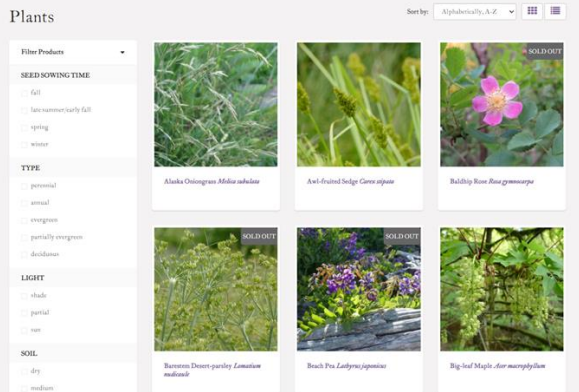 Plants
Sort by:
Alphabetically, A-Z
Filter Products
SEED SOWING TIME
fall
late summer/early fall
spring
winter
TYPE
perennial
annual
evergreen
partially evergreen
deciduous
LIGHT
shade
partial
sun
SOIL
dry
medium
Alaska Oniongrass Melica subulata
Awl-fruited Sedge Carex stipata
SOLD OUT
Baldhip Rose Rosa gymnocarpa
SOLD OUT
Barestem Desert-parsley Lomatium
nudicaule
SOLD OUT
Beach Pea Lathyrus japonicus
Big-leaf Maple Acer macrophyllum